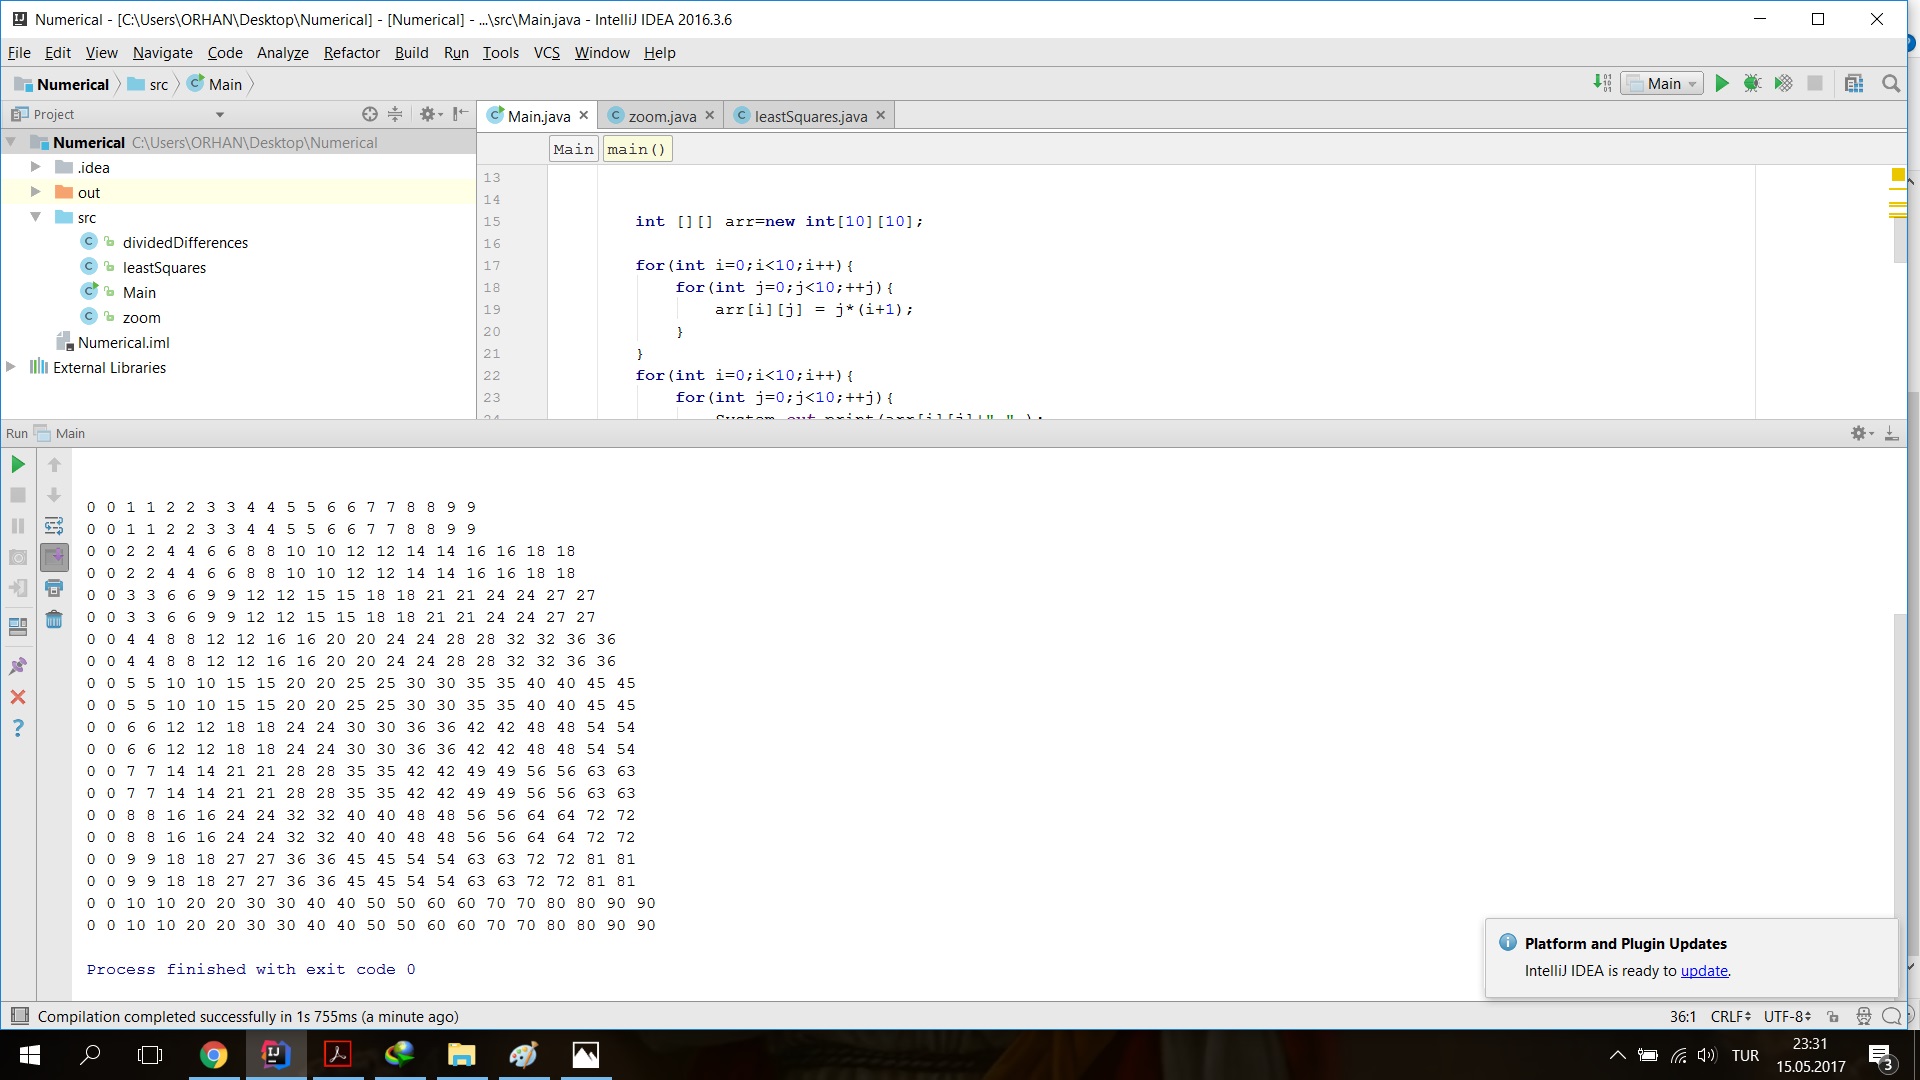 Numerical - [C:\Users\ORHAN\Desktop\Numerical] - [Numerical] - ...\src\Main.java - IntelliJ IDEA 2016.3.6
File Edit View Navigate Code Analyze Refactor Build Run Tools VCS Window Help
Numerical src Main
Main
Project
Main.java zoom.java leastSquares.java
Numerical C:\Users\ORHAN\Desktop\Numerical
.idea
out
src
dividedDifferences
leastSquares
Main
zoom
Numerical.iml
External Libraries
Main main()
13
14
15 int [][] arr=new int[10][10];
16
17 for(int i=0;i<10;i++){
18 for(int j=0;j<10;++j){
19 arr[i][j] = j*(i+1);
20 }
21 }
22 for(int i=0;i<10;i++){
23 for(int j=0;j<10;++j){
24 System.out.print(arr[i][j]+" ");
Run Main
0 0 1 1 2 2 3 3 4 4 5 5 6 6 7 7 8 8 9 9
0 0 1 1 2 2 3 3 4 4 5 5 6 6 7 7 8 8 9 9
0 0 2 2 4 4 6 6 8 8 10 10 12 12 14 14 16 16 18 18
0 0 2 2 4 4 6 6 8 8 10 10 12 12 14 14 16 16 18 18
0 0 3 3 6 6 9 9 12 12 15 15 18 18 21 21 24 24 27 27
0 0 3 3 6 6 9 9 12 12 15 15 18 18 21 21 24 24 27 27
0 0 4 4 8 8 12 12 16 16 20 20 24 24 28 28 32 32 36 36
0 0 4 4 8 8 12 12 16 16 20 20 24 24 28 28 32 32 36 36
0 0 5 5 10 10 15 15 20 20 25 25 30 30 35 35 40 40 45 45
0 0 5 5 10 10 15 15 20 20 25 25 30 30 35 35 40 40 45 45
0 0 6 6 12 12 18 18 24 24 30 30 36 36 42 42 48 48 54 54
0 0 6 6 12 12 18 18 24 24 30 30 36 36 42 42 48 48 54 54
0 0 7 7 14 14 21 21 28 28 35 35 42 42 49 49 56 56 63 63
0 0 7 7 14 14 21 21 28 28 35 35 42 42 49 49 56 56 63 63
0 0 8 8 16 16 24 24 32 32 40 40 48 48 56 56 64 64 72 72
0 0 8 8 16 16 24 24 32 32 40 40 48 48 56 56 64 64 72 72
0 0 9 9 18 18 27 27 36 36 45 45 54 54 63 63 72 72 81 81
0 0 9 9 18 18 27 27 36 36 45 45 54 54 63 63 72 72 81 81
0 0 10 10 20 20 30 30 40 40 50 50 60 60 70 70 80 80 90 90
0 0 10 10 20 20 30 30 40 40 50 50 60 60 70 70 80 80 90 90
Process finished with exit code 0
Platform and Plugin Updates
IntelliJ IDEA is ready to update.
Compilation completed successfully in 1s 755ms (a minute ago)
36:1 CRLF UTF-8
TUR
23:31
15.05.2017
3